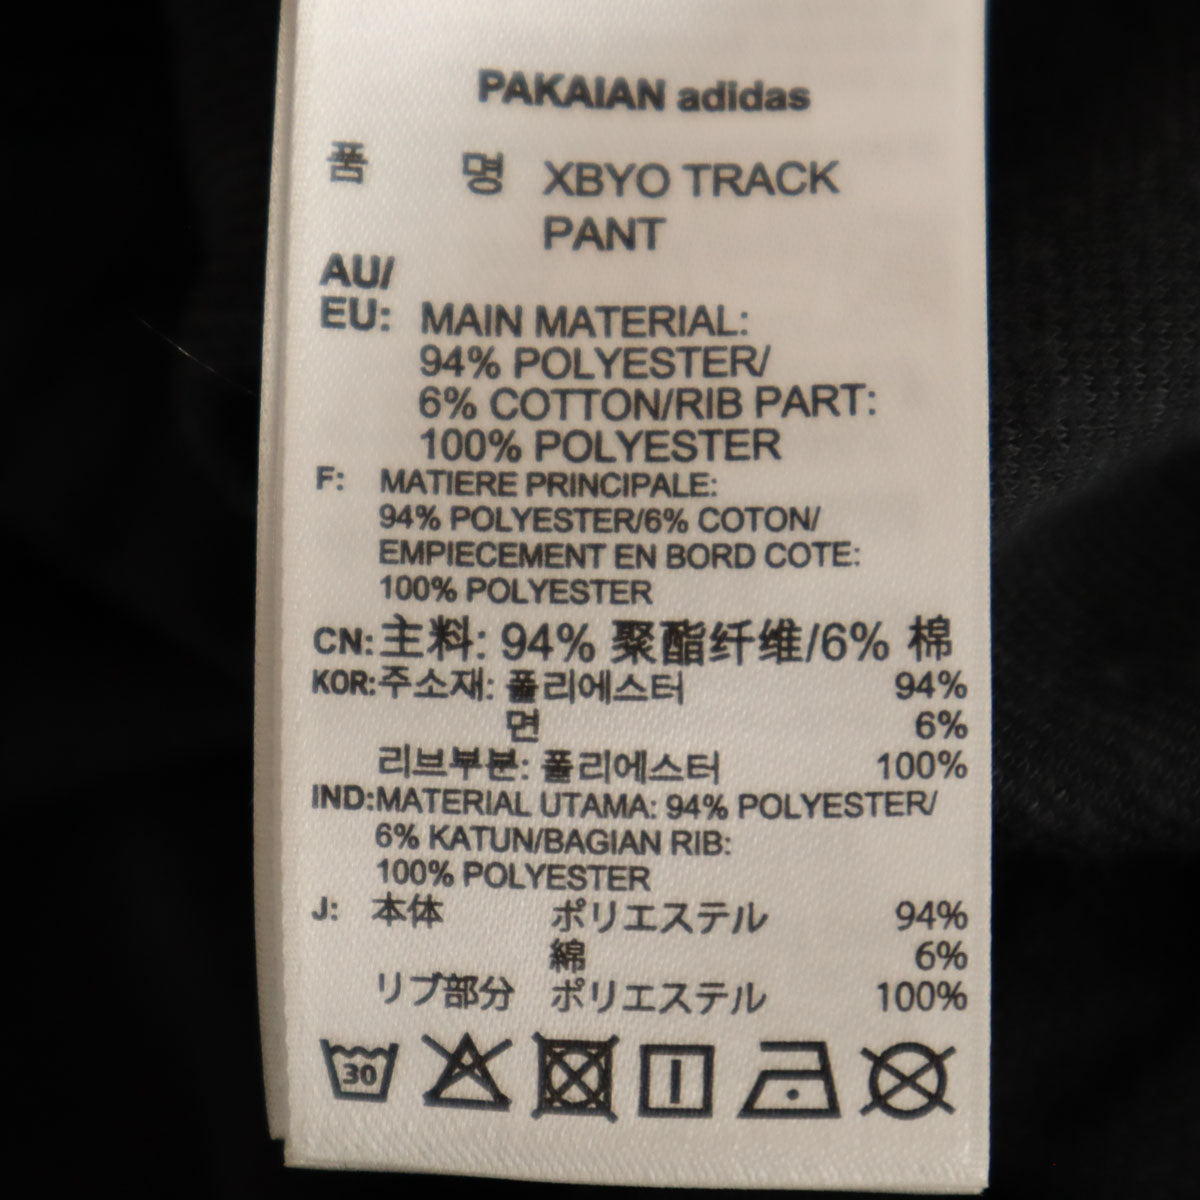 PAKAIAN adidas
품 명 XBYO TRACK
PANT
AU/
EU: MAIN MATERIAL:
94% POLYESTER/
6% COTTON/RIB PART:
100% POLYESTER
F: MATIERE PRINCIPALE:
94% POLYESTER/6% COTON/
EMPIECEMENT EN BORD COTE:
100% POLYESTER
CN: 主料: 94% 聚酯纤维/6% 棉
KOR: 주소재: 폴리에스터 94%
면 6%
리브부분: 폴리에스터 100%
IND: MATERIAL UTAMA: 94% POLYESTER/
6% KATUN/BAGIAN RIB:
100% POLYESTER
J: 本体 ポリエステル 94%
綿 6%
リブ部分 ポリエステル 100%
30